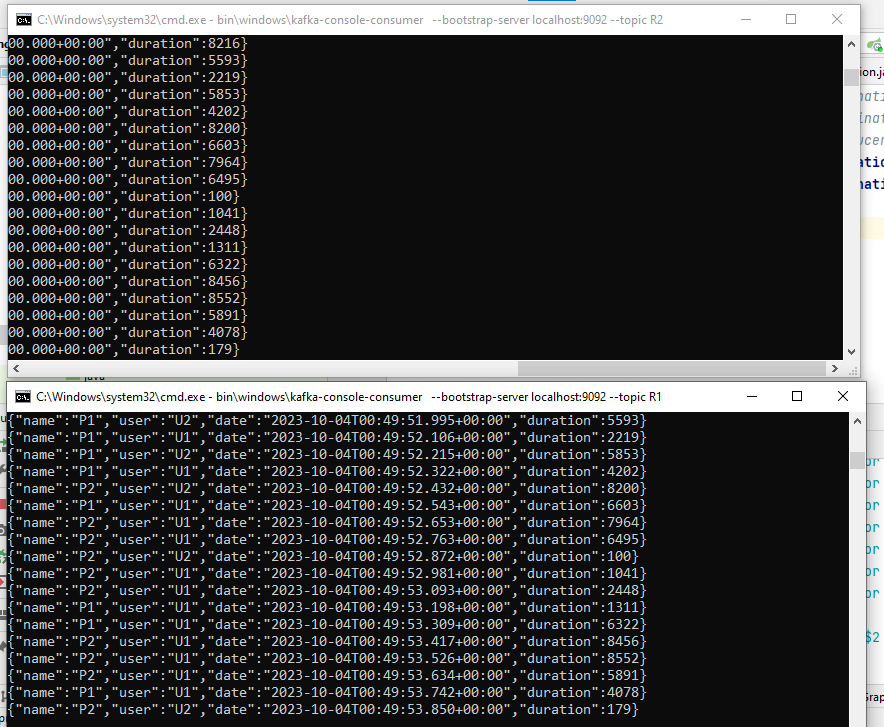 C:\Windows\system32\cmd.exe - bin\windows\kafka-console-consumer --bootstrap-server localhost:9092 --topic R2
00.000+00:00","duration":8216}
00.000+00:00","duration":5593}
00.000+00:00","duration":2219}
00.000+00:00","duration":5853}
00.000+00:00","duration":4202}
00.000+00:00","duration":8200}
00.000+00:00","duration":6603}
00.000+00:00","duration":7964}
00.000+00:00","duration":6495}
00.000+00:00","duration":100}
00.000+00:00","duration":1041}
00.000+00:00","duration":2448}
00.000+00:00","duration":1311}
00.000+00:00","duration":6322}
00.000+00:00","duration":8456}
00.000+00:00","duration":8552}
00.000+00:00","duration":5891}
00.000+00:00","duration":4078}
00.000+00:00","duration":179}
C:\Windows\system32\cmd.exe - bin\windows\kafka-console-consumer --bootstrap-server localhost:9092 --topic R1
{"name":"P1","user":"U2","date":"2023-10-04T00:49:51.995+00:00","duration":5593}
{"name":"P1","user":"U1","date":"2023-10-04T00:49:52.106+00:00","duration":2219}
{"name":"P1","user":"U2","date":"2023-10-04T00:49:52.215+00:00","duration":5853}
{"name":"P1","user":"U1","date":"2023-10-04T00:49:52.322+00:00","duration":4202}
{"name":"P2","user":"U2","date":"2023-10-04T00:49:52.432+00:00","duration":8200}
{"name":"P1","user":"U1","date":"2023-10-04T00:49:52.543+00:00","duration":6603}
{"name":"P2","user":"U1","date":"2023-10-04T00:49:52.653+00:00","duration":7964}
{"name":"P2","user":"U1","date":"2023-10-04T00:49:52.763+00:00","duration":6495}
{"name":"P2","user":"U2","date":"2023-10-04T00:49:52.872+00:00","duration":100}
{"name":"P2","user":"U1","date":"2023-10-04T00:49:52.981+00:00","duration":1041}
{"name":"P2","user":"U1","date":"2023-10-04T00:49:53.093+00:00","duration":2448}
{"name":"P1","user":"U1","date":"2023-10-04T00:49:53.198+00:00","duration":1311}
{"name":"P1","user":"U1","date":"2023-10-04T00:49:53.309+00:00","duration":6322}
{"name":"P2","user":"U1","date":"2023-10-04T00:49:53.417+00:00","duration":8456}
{"name":"P2","user":"U1","date":"2023-10-04T00:49:53.526+00:00","duration":8552}
{"name":"P2","user":"U1","date":"2023-10-04T00:49:53.634+00:00","duration":5891}
{"name":"P1","user":"U1","date":"2023-10-04T00:49:53.742+00:00","duration":4078}
{"name":"P2","user":"U2","date":"2023-10-04T00:49:53.850+00:00","duration":179}